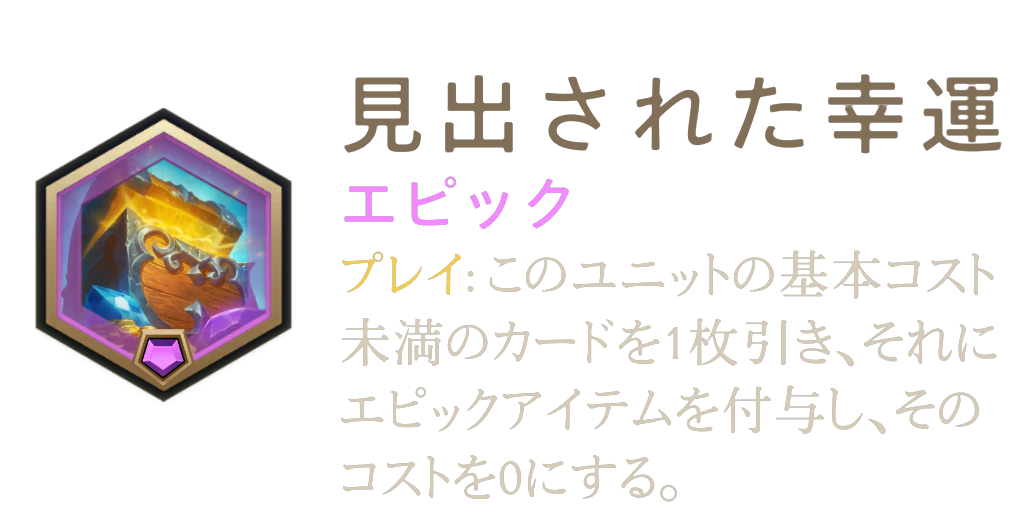 見出された幸運
エピック
プレイ: このユニットの基本コスト
未満のカードを1枚引き、それに
エピックアイテムを付与し、その
コストを0にする。